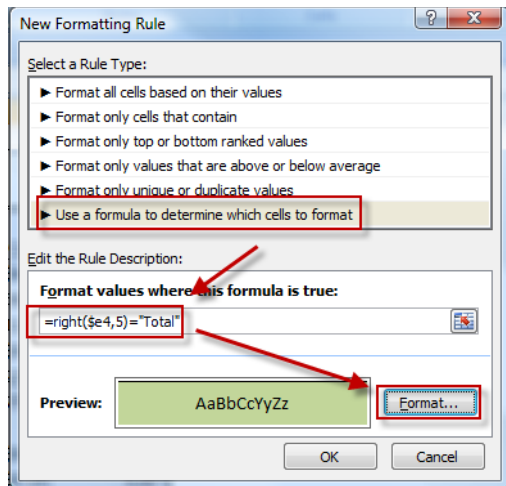 New Formatting Rule
Select a Rule Type:
► Format all cells based on their values
► Format only cells that contain
► Format only top or bottom ranked values
► Format only values that are above or below average
► Format only unique or duplicate values
► Use a formula to determine which cells to format
Edit the Rule Description:
Format values where this formula is true:
=right($e4,5)="Total"
Preview: AaBbCcYyZz Format...
OK Cancel